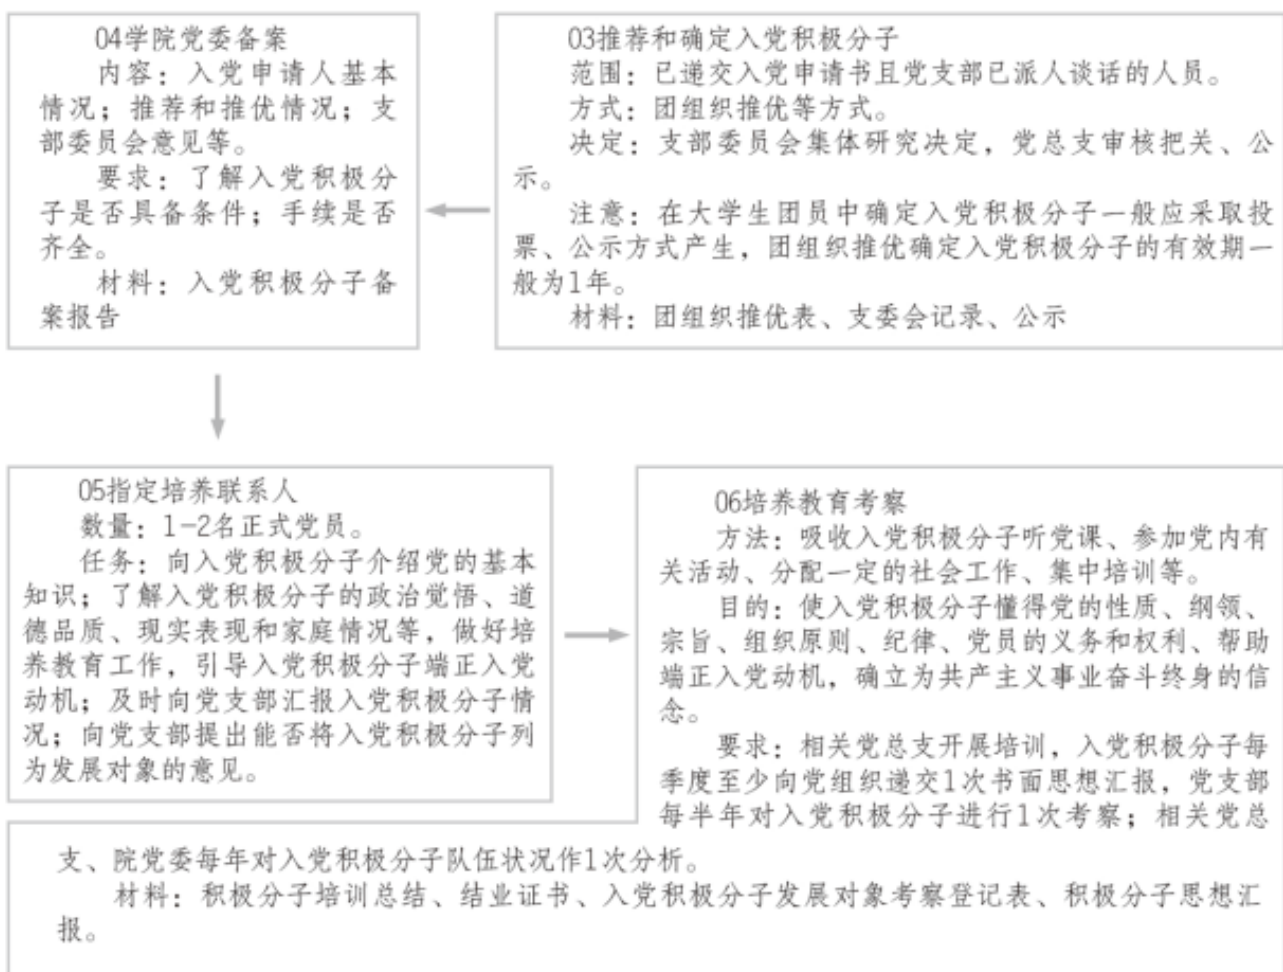 03推荐和确定入党积极分子
范围：已递交入党申请书且党支部已派人谈话的人员。
方式：团组织推优等方式。
决定：支部委员会集体研究决定，党总支审核把关、公
示。
注意：在大学生团员中确定入党积极分子一般应采取投
票、公示方式产生，团组织推优确定入党积极分子的有效期一
般为1年。
材料：团组织推优表、支委会记录、公示
04学院党委备案
内容：入党申请人基本
情况；推荐和推优情况；支
部委员会意见等。
要求：了解入党积极分
子是否具备条件；手续是否
齐全。
材料：入党积极分子备
案报告
05指定培养联系人
数量：1-2名正式党员。
任务：向入党积极分子介绍党的基本
知识；了解入党积极分子的政治觉悟、道
德品质、现实表现和家庭情况等，做好培
养教育工作，引导入党积极分子端正入党
动机；及时向党支部汇报入党积极分子情
况；向党支部提出能否将入党积极分子列
为发展对象的意见。
06培养教育考察
方法：吸收入党积极分子听党课、参加党内有
关活动、分配一定的社会工作、集中培训等。
目的：使入党积极分子懂得党的性质、纲领、
宗旨、组织原则、纪律、党员的义务和权利、帮助
端正入党动机，确立为共产主义事业奋斗终身的信
念。
要求：相关党总支开展培训，入党积极分子每
季度至少向党组织递交1次书面思想汇报，党支部
每半年对入党积极分子进行1次考察；相关党总
支、院党委每年对入党积极分子队伍状况作1次分析。
材料：积极分子培训总结、结业证书、入党积极分子发展对象考察登记表、积极分子思想汇
报。